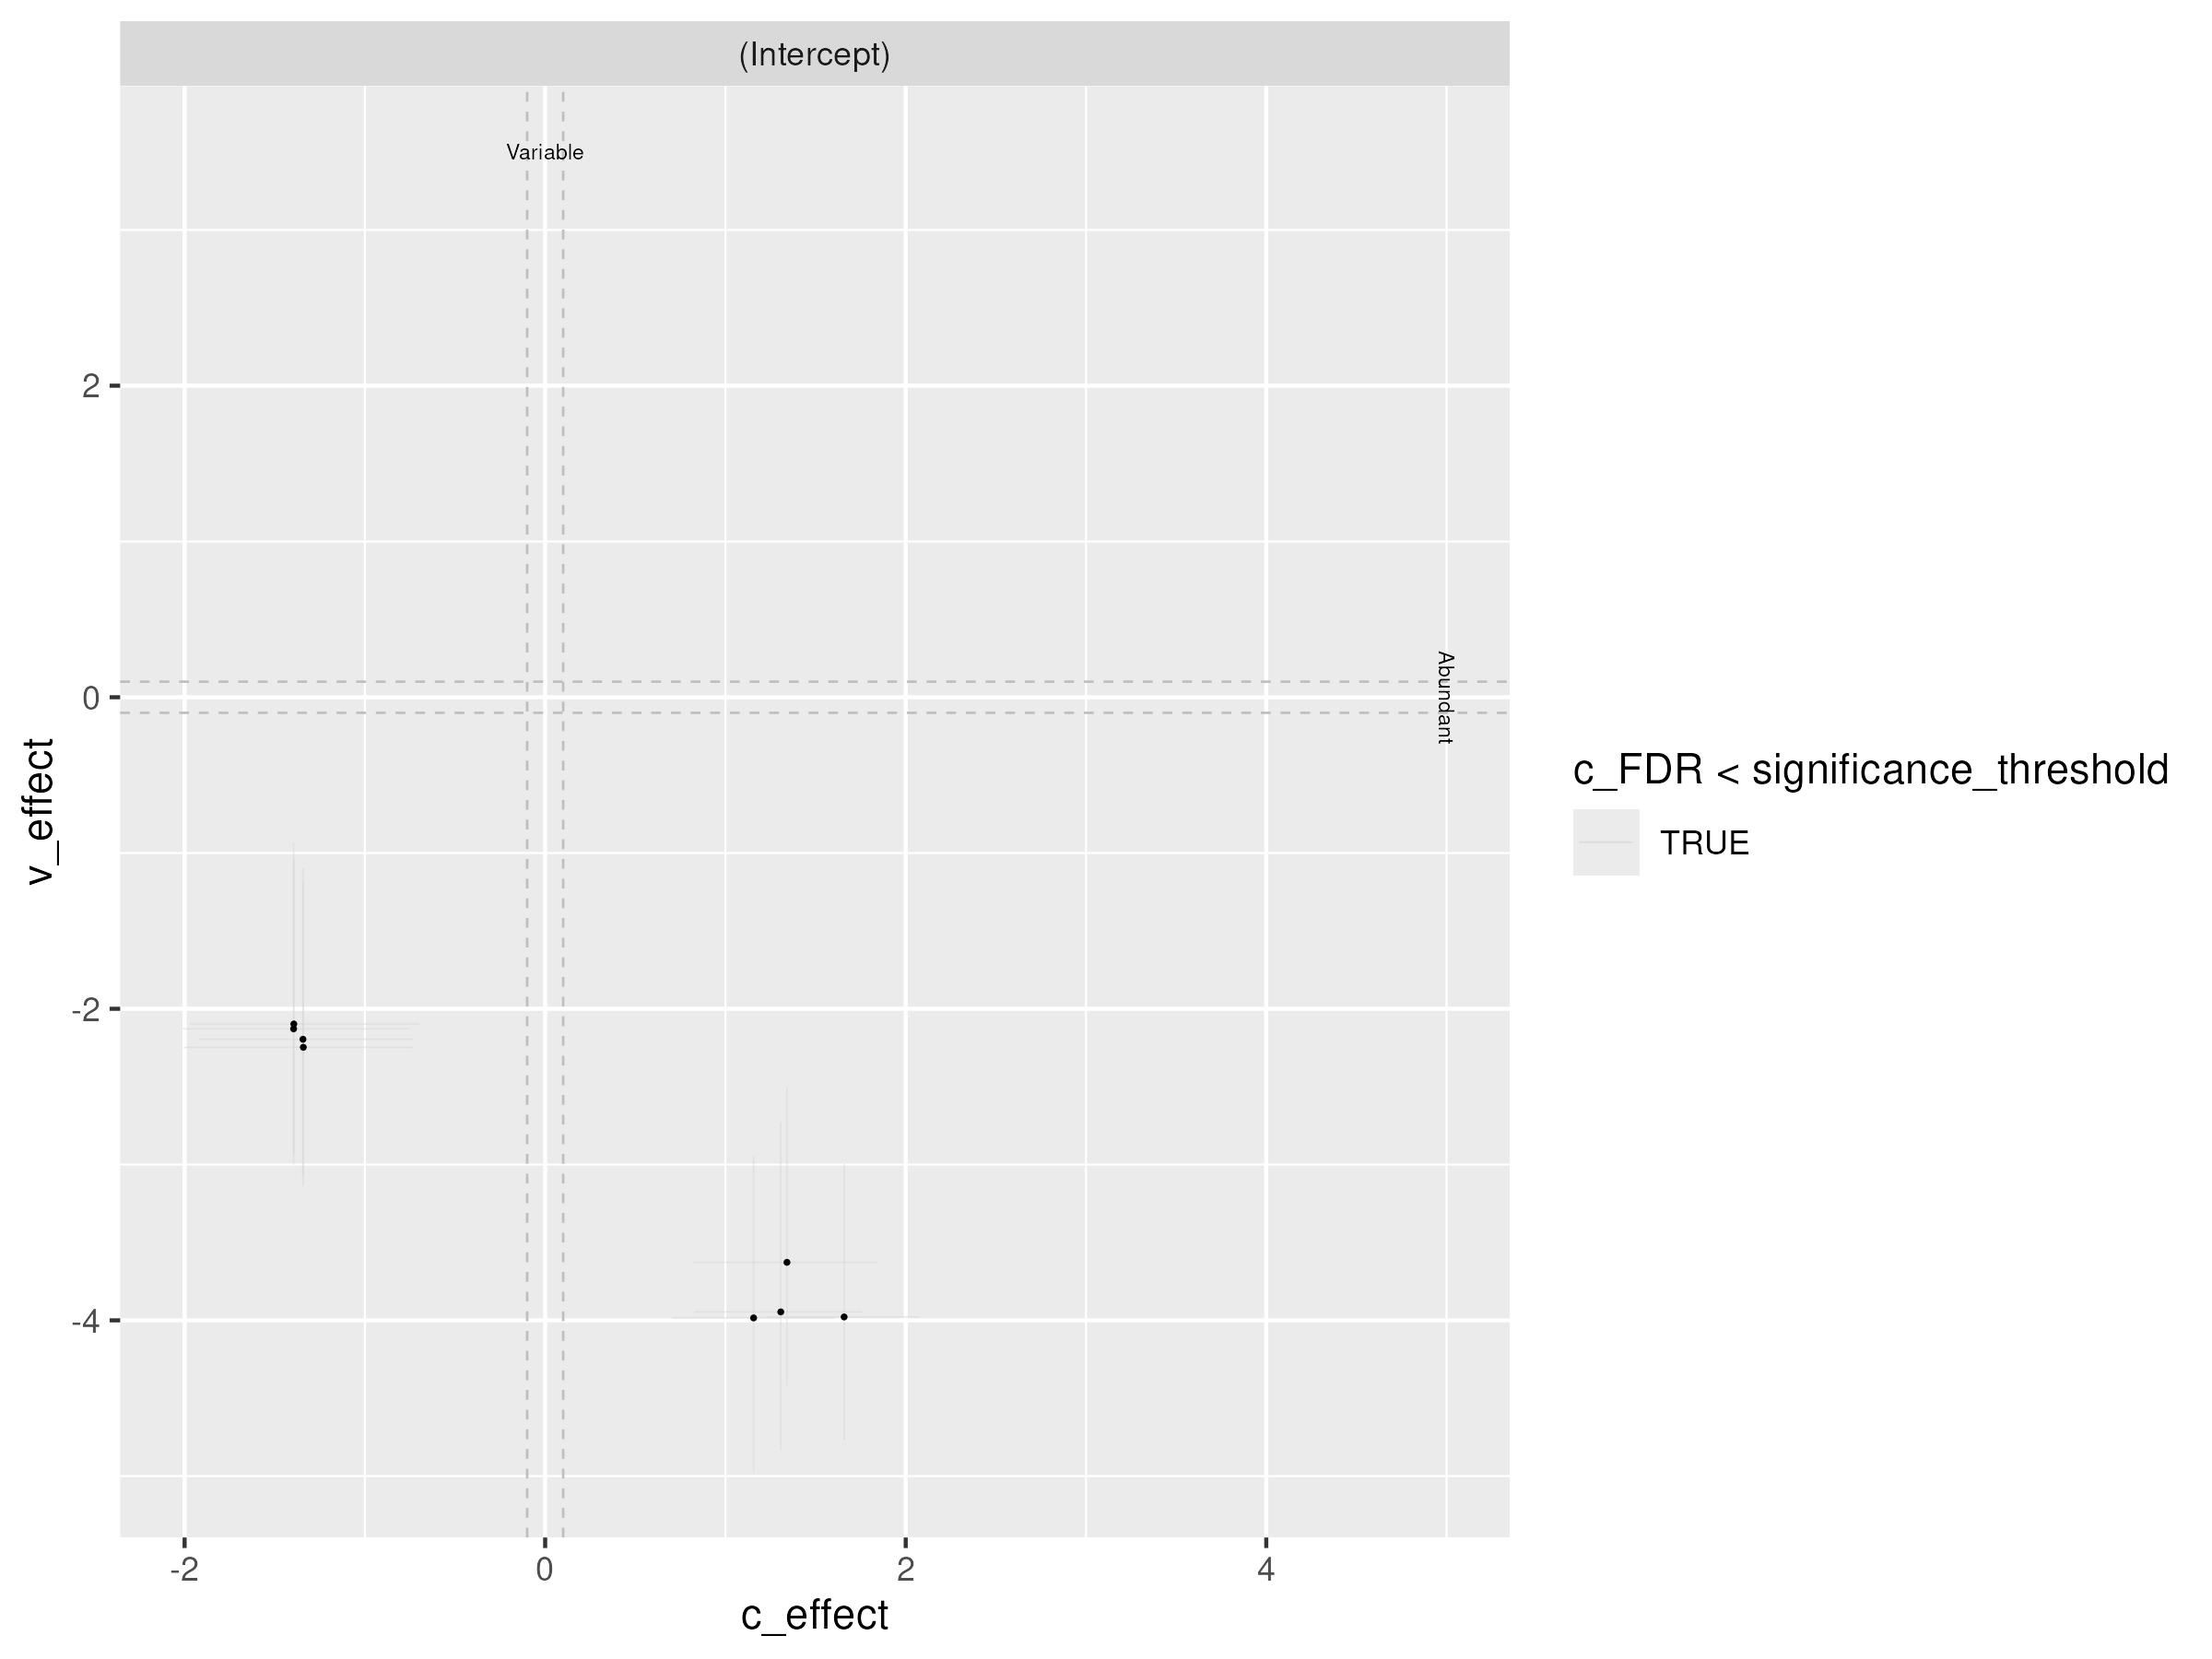 (Intercept)
Variable
Abundant
2
0
-2
-4
v_effect
-2
0
2
4
c_effect
c_FDR < significance_threshold
TRUE